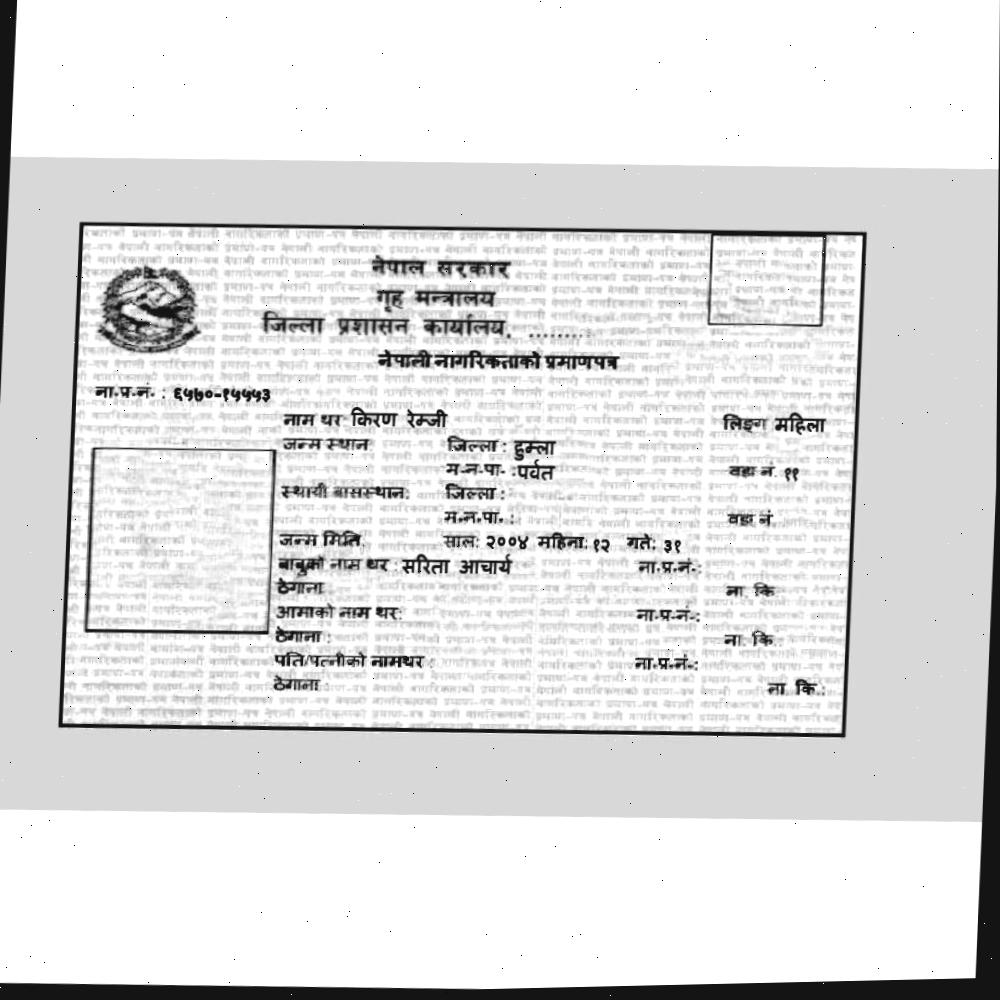 नेपाल सरकार
गृह मन्त्रालय
जिल्ला प्रशासन कार्यालय, ..........
नेपाली नागरिकताको प्रमाणपत्र
ना.प्र.नं. : ६५७०-१५५५३
नाम थर किरण रेम्जी लिङ्ग महिला
जन्म स्थान जिल्ला : हुम्ला
म.न.पा. :पर्वत वडा नं. ११
स्थायी बासस्थान: जिल्ला :
म.न.पा. : वडा नं.
जन्म मिति: साल: २००४ महिना: १२ गते: ३१
बाबुको नाम थर : सरिता आचार्य ना.प्र.नं.:
ठेगाना ना. कि.
आमाको नाम थर: ना.प्र.नं.:
ठेगाना : ना. कि.
पति/पत्नीको नामथर : ना.प्र.नं.:
ठेगाना : ना. कि.: